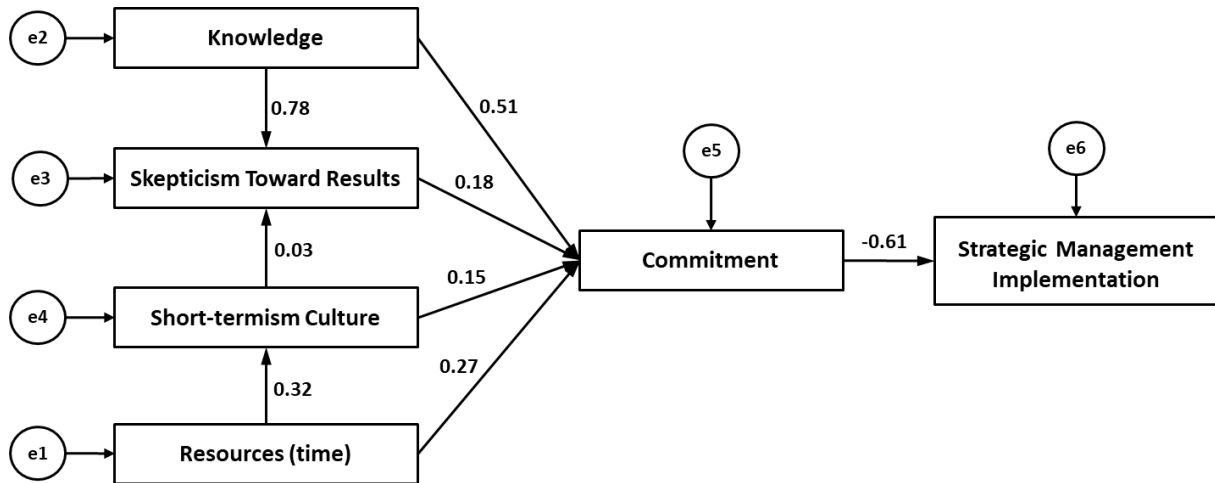 e2
Knowledge
0.78
0.51
e3
Skepticism Toward Results
0.18
e5
e6
0.03
Commitment
-0.61
Strategic Management
Implementation
e4
Short-termism Culture
0.15
0.32
0.27
e1
Resources (time)